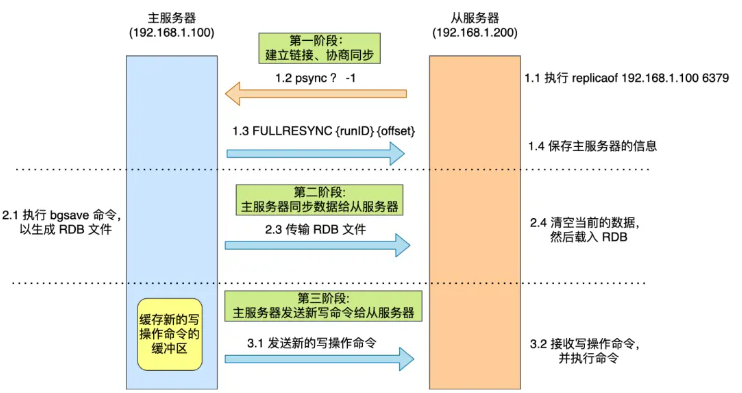 主服务器
(192.168.1.100)
从服务器
(192.168.1.200)
第一阶段:
建立链接、协商同步
1.1 执行 replicaof 192.168.1.100 6379
1.2 psync ? -1
1.3 FULLRESYNC {runID} {offset}
1.4 保存主服务器的信息
第二阶段:
主服务器同步数据给从服务器
2.1 执行 bgsave 命令,
以生成 RDB 文件
2.3 传输 RDB 文件
2.4 清空当前的数据,
然后载入 RDB
第三阶段:
主服务器发送新写命令给从服务器
缓存新的写
操作命令的
缓冲区
3.1 发送新的写操作命令
3.2 接收写操作命令,
并执行命令